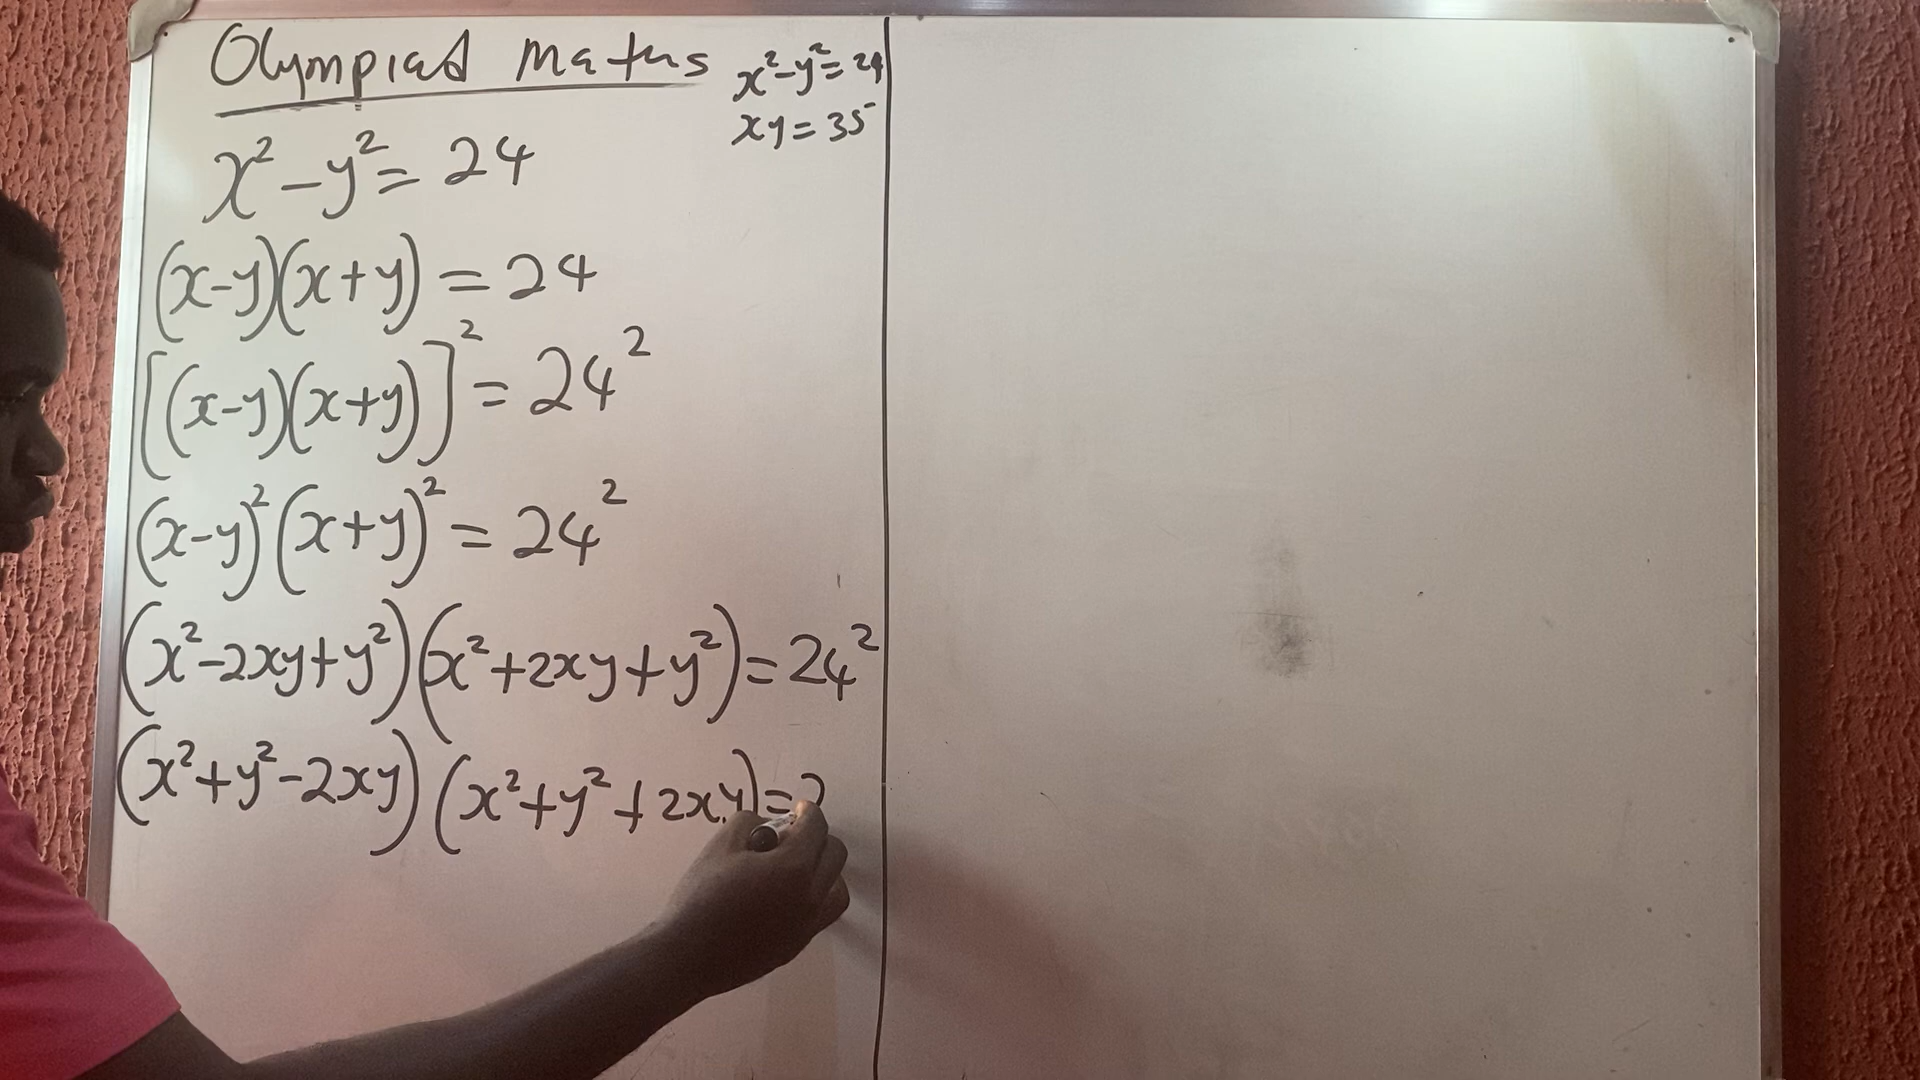 Olympiad Maths
x²-y²=24
xy=35
x²-y²=24
(x-y)(x+y)=24
[(x-y)(x+y)]²=24²
(x-y)²(x+y)²=24²
(x²-2xy+y²)(x²+2xy+y²)=24²
(x²+y²-2xy)(x²+y²+2xy)=2